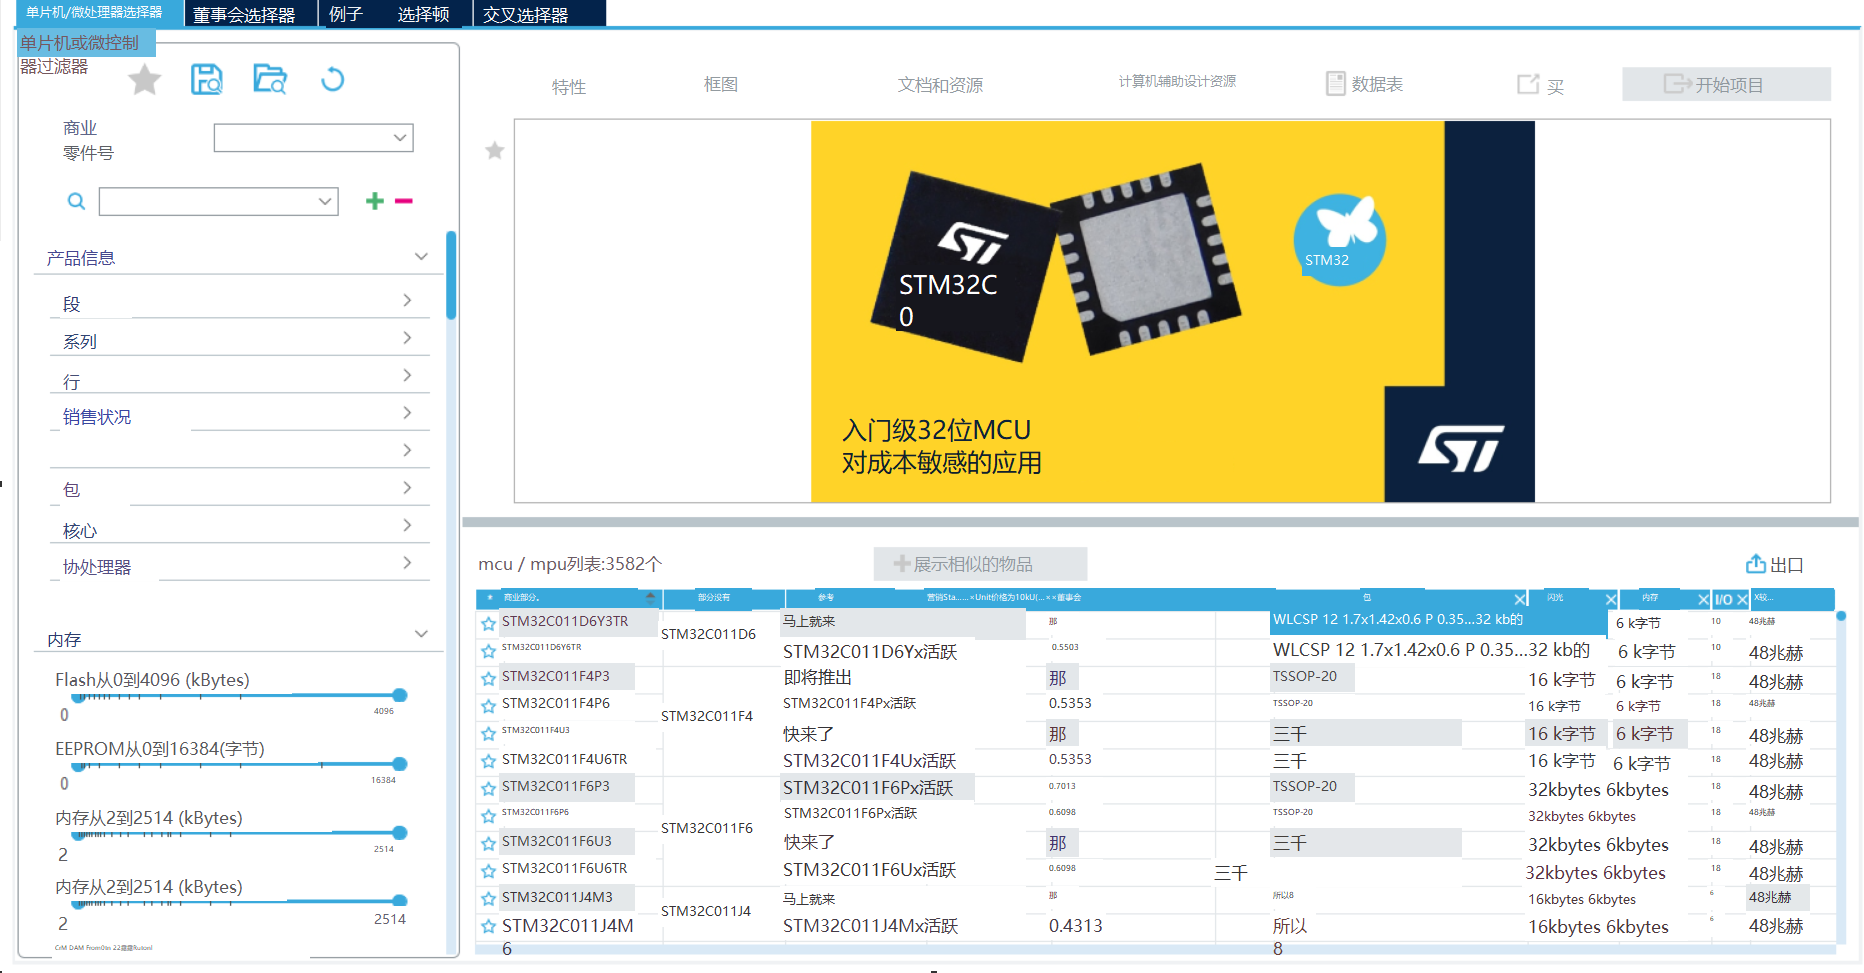 单片机/微处理器选择器
董事会选择器
例子
选择顿
交叉选择器
单片机或微控制
器过滤器
特性
框图
文档和资源
计算机辅助设计资源
数据表
买
开始项目
商业
零件号
产品信息
段
系列
行
销售状况
包
核心
协处理器
内存
Flash从0到4096 (kBytes)
0
4096
EEPROM从0到16384(字节)
0
16384
内存从2到2514 (kBytes)
2
2514
内存从2到2514 (kBytes)
2
2514
ST
STM32C
0
STM32
入门级32位MCU
对成本敏感的应用
ST
mcu / mpu列表:3582个
展示相似的物品
出口
* 商业部分。 部分没有 参考 营销Sta......×Unit价格为10kU(...××董事会 包 闪光 内存 I/O X较...
STM32C011D6Y3TR 马上就来 那 WLCSP 12 1.7x1.42x0.6 P 0.35...32 kb的 6 k字节 10 48兆赫
STM32C011D6
STM32C011D6Y6TR STM32C011D6Yx活跃 0.5503 WLCSP 12 1.7x1.42x0.6 P 0.35...32 kb的 6 k字节 10 48兆赫
STM32C011F4P3 即将推出 那 TSSOP-20 16 k字节 6 k字节 18 48兆赫
STM32C011F4P6 STM32C011F4Px活跃 0.5353 TSSOP-20 16 k字节 6 k字节 18 48兆赫
STM32C011F4
STM32C011F4U3 快来了 那 三千 16 k字节 6 k字节 18 48兆赫
STM32C011F4U6TR STM32C011F4Ux活跃 0.5353 三千 16 k字节 6 k字节 18 48兆赫
STM32C011F6P3 STM32C011F6Px活跃 0.7013 TSSOP-20 32kbytes 6kbytes 18 48兆赫
STM32C011F6P6 STM32C011F6Px活跃 0.6098 TSSOP-20 32kbytes 6kbytes 18 48兆赫
STM32C011F6
STM32C011F6U3 快来了 那 三千 32kbytes 6kbytes 18 48兆赫
STM32C011F6U6TR STM32C011F6Ux活跃 0.6098 三千 32kbytes 6kbytes 18 48兆赫
STM32C011J4M3 马上就来 那 所以8 16kbytes 6kbytes 6 48兆赫
STM32C011J4
STM32C011J4M STM32C011J4Mx活跃 0.4313 所以 16kbytes 6kbytes 6 48兆赫
6 8